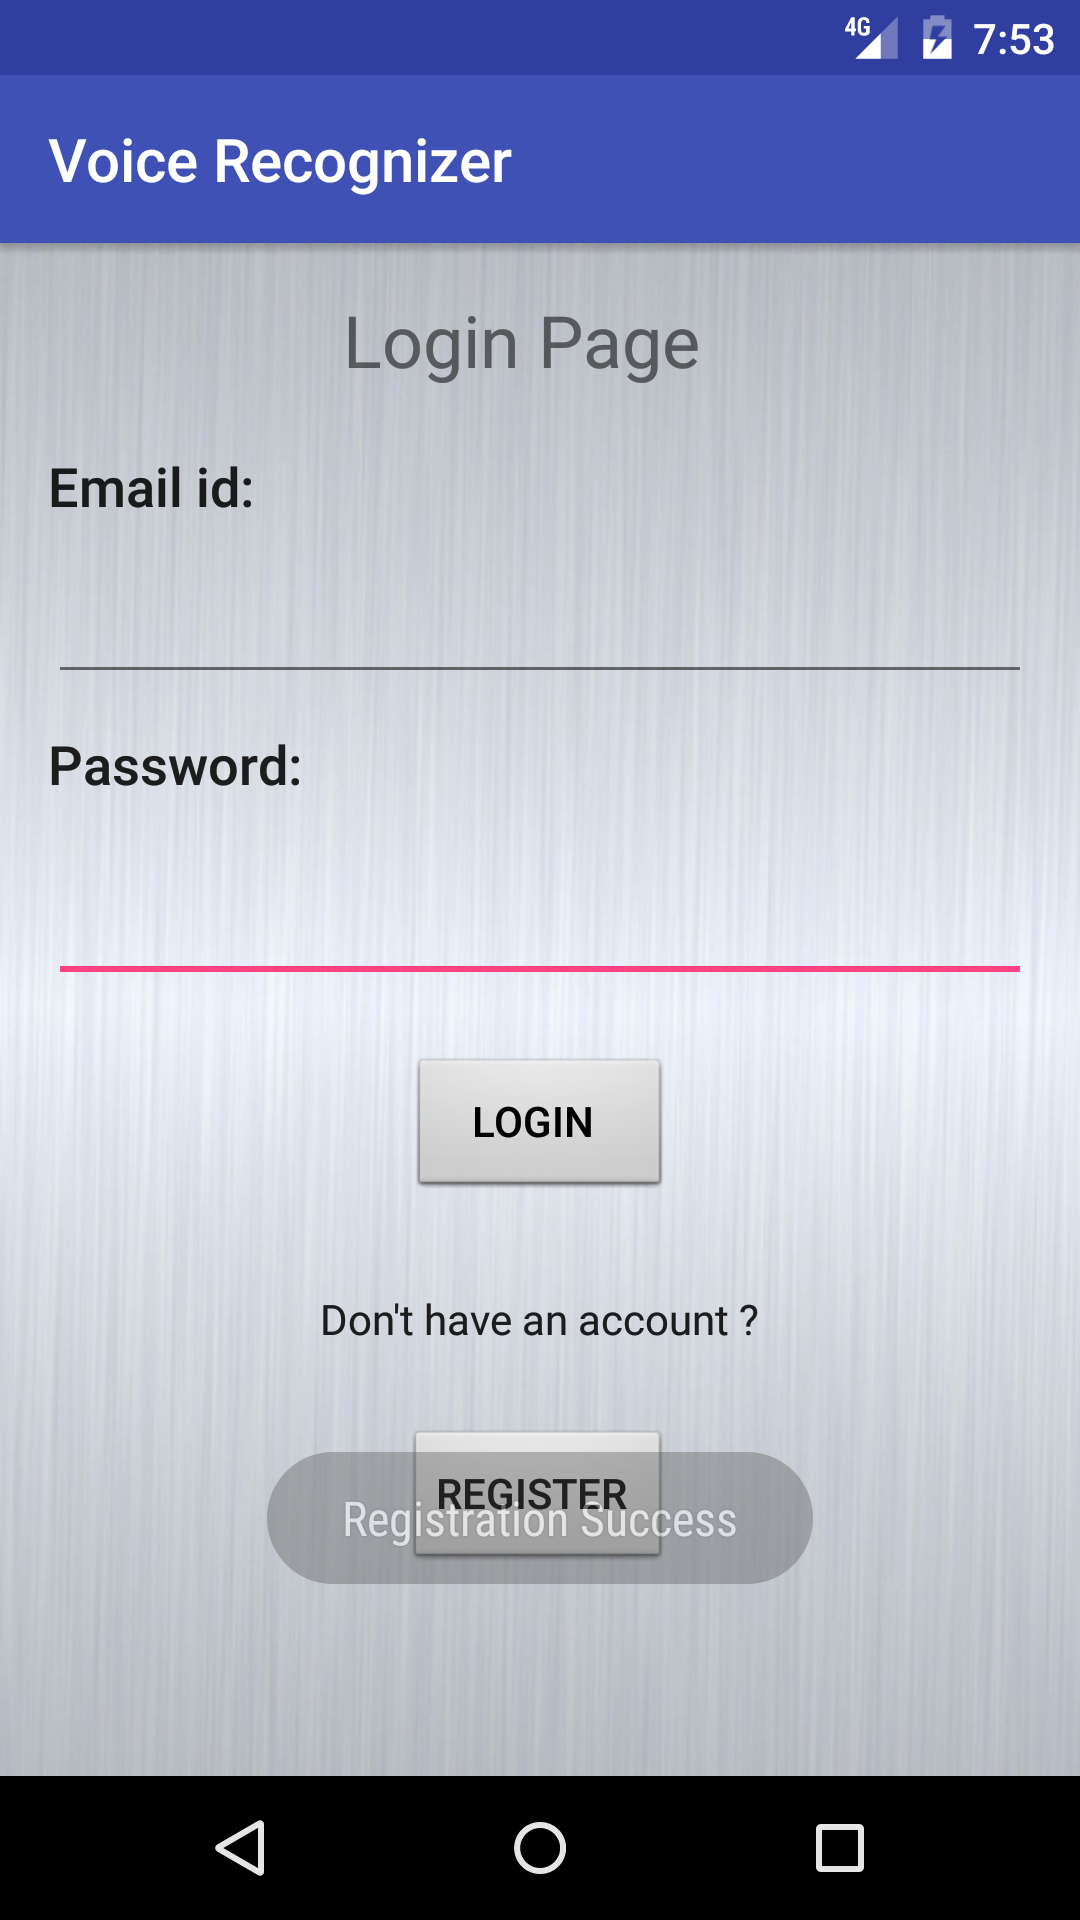 4G 7:53
Voice Recognizer
Login Page
Email id:
Password:
LOGIN
Don't have an account ?
REGISTER
Registration Success